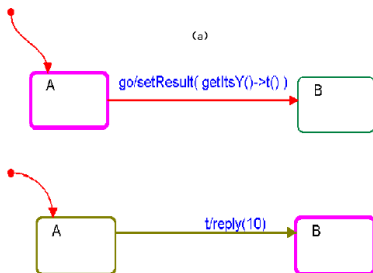 (a)
A
go/setResult( getItsY()->t() )
B
A
t/reply(10)
B